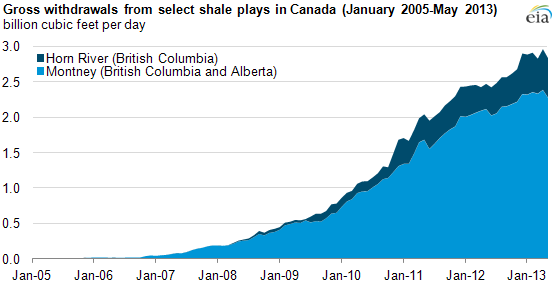 Gross withdrawals from select shale plays in Canada (January 2005-May 2013)
billion cubic feet per day
eia
3.0
Horn River (British Columbia)
Montney (British Columbia and Alberta)
2.5
2.0
1.5
1.0
0.5
0.0
Jan-05 Jan-06 Jan-07 Jan-08 Jan-09 Jan-10 Jan-11 Jan-12 Jan-13